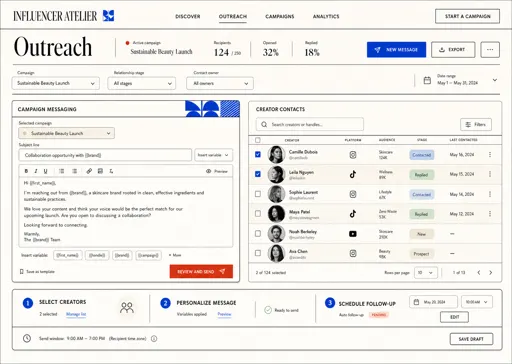 INFLUENCER ATELIER
DISCOVER
OUTREACH
CAMPAIGNS
ANALYTICS
START A CAMPAIGN
Outreach
Active campaign
Sustainable Beauty Launch
Recipients
124 / 250
Opened
32%
Replied
18%
NEW MESSAGE
EXPORT
Campaign
Sustainable Beauty Launch
Relationship stage
All stages
Contact owner
All owners
Date range
May 1 – May 31, 2024
CAMPAIGN MESSAGING
Selected campaign
Sustainable Beauty Launch
Subject line
Collaboration opportunity with {{brand}}
Insert variable
B I U
Preview
Hi {{first_name}},
I'm reaching out from {{brand}}, a skincare brand rooted in clean, effective ingredients and
sustainable practices.
We love your content and think your voice would be the perfect match for our
upcoming launch. Are you open to discussing a collaboration?
Looking forward to connecting.
Warmly,
The {{brand}} Team
Insert variable:
{{first_name}}
{{handle}}
{{brand}}
{{campaign}}
+ More
Save as template
REVIEW AND SEND
CREATOR CONTACTS
Search creators or handles...
Filters
CREATOR
PLATFORM
AUDIENCE
STAGE
LAST CONTACTED
Camille Dubois
Skincare
124K
Contacted
May 16, 2024
Leila Nguyen
Wellness
89K
Replied
May 15, 2024
Sophie Laurent
Lifestyle
67K
Contacted
May 14, 2024
Maya Patel
Zero Waste
53K
Replied
May 12, 2024
Noah Berkeley
Skincare
210K
New
—
Ava Chen
Beauty
98K
Prospect
—
2 of 124 selected
Rows per page
10
1 of 13
1
SELECT CREATORS
2 selected
Manage list
2
PERSONALIZE MESSAGE
Variables applied
Preview
Ready to send
3
SCHEDULE FOLLOW-UP
Auto follow-up
May 20, 2024
10:00 AM
EDIT
Send window: 9:00 AM – 7:00 PM (Recipient time zone)
SAVE DRAFT